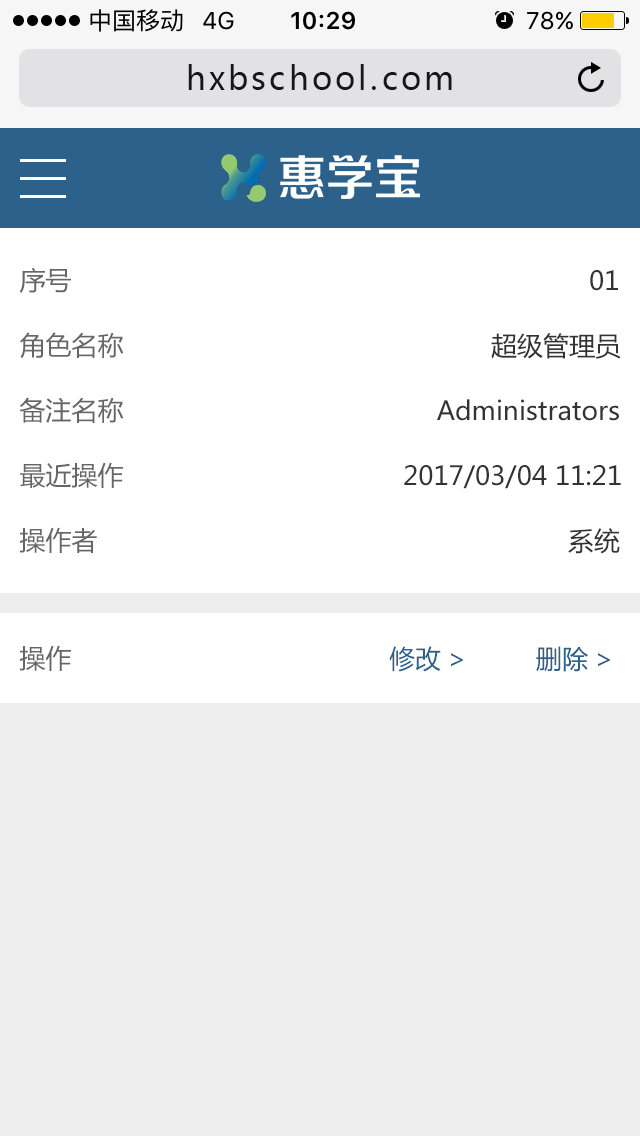 中国移动 4G 10:29 78%
hxbschool.com
惠学宝
序号 01
角色名称 超级管理员
备注名称 Administrators
最近操作 2017/03/04 11:21
操作者 系统
操作 修改 > 删除 >